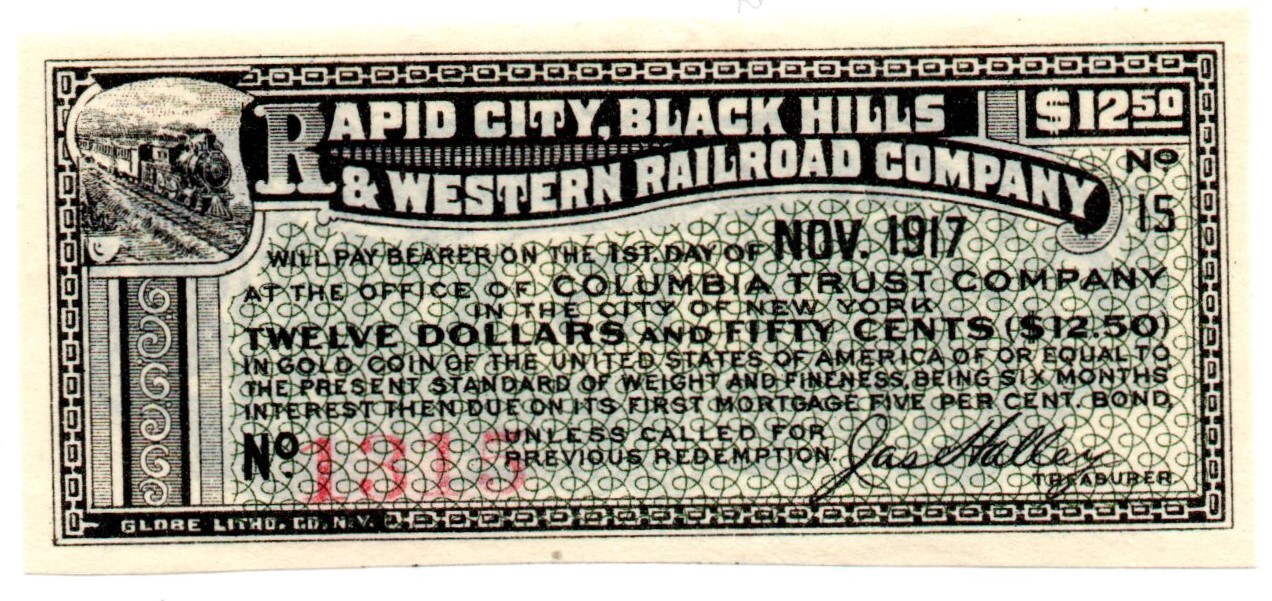 RAPID CITY, BLACK HILLS
& WESTERN RAILROAD COMPANY
$12 50
No
15
WILL PAY BEARER ON THE 1ST. DAY OF NOV. 1917
AT THE OFFICE OF COLUMBIA TRUST COMPANY
IN THE CITY OF NEW YORK
TWELVE DOLLARS AND FIFTY CENTS ($12.50)
IN GOLD COIN OF THE UNITED STATES OF AMERICA OF OR EQUAL TO
THE PRESENT STANDARD OF WEIGHT AND FINENESS, BEING SIX MONTHS
INTEREST THEN DUE ON ITS FIRST MORTGAGE FIVE PER CENT. BOND,
UNLESS CALLED FOR
PREVIOUS REDEMPTION.
No. 1315
Jas Halley
TREASURER.
GLOBE LITHO. CO. N.Y.